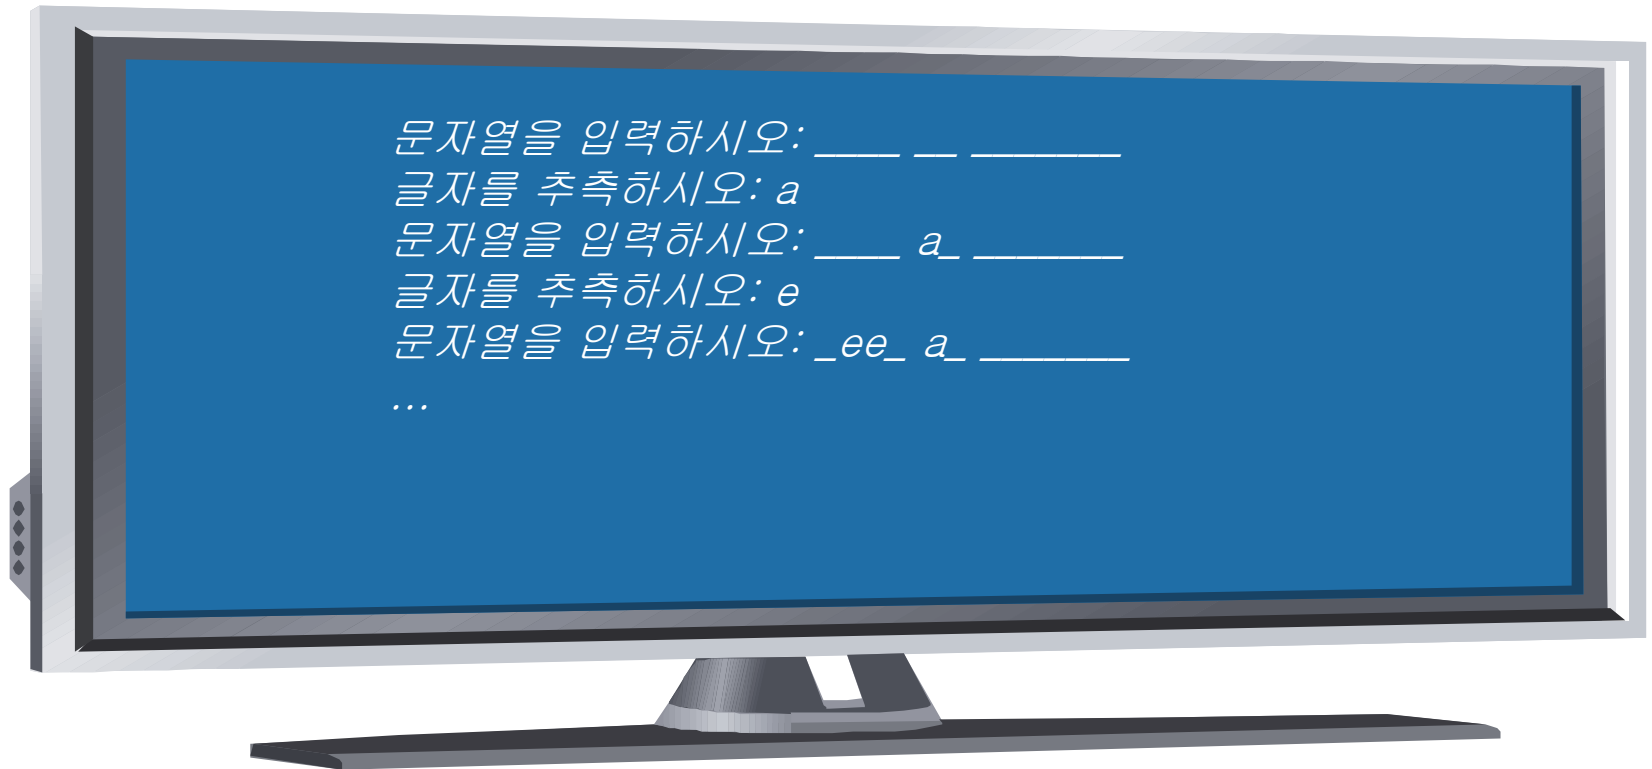 문자열을 입력하시오: ____ __ _______
글자를 추측하시오: a
문자열을 입력하시오: ____ a_ _______
글자를 추측하시오: e
문자열을 입력하시오: _ee_ a_ _______
...